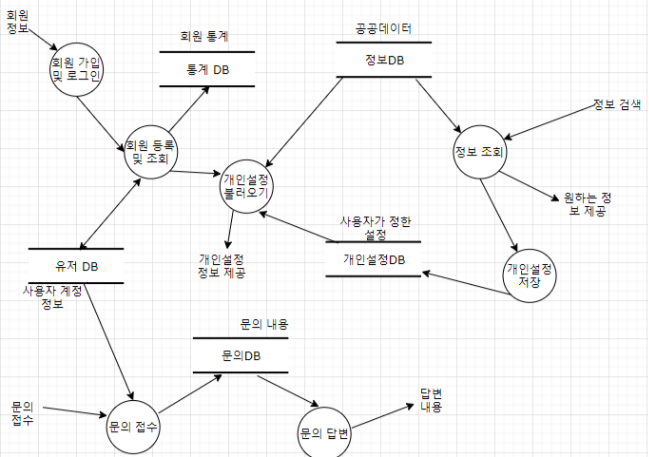 회원
정보
회원 가입
및 로그인
회원 통계
통계 DB
공공데이터
정보DB
정보 검색
회원 등록
및 조회
정보 조회
개인설정
불러오기
원하는 정
보 제공
사용자가 정한
설정
개인설정DB
개인설정
정보 제공
개인설정
저장
유저 DB
사용자 계정
정보
문의 내용
문의DB
문의
접수
문의 접수
문의 답변
답변
내용